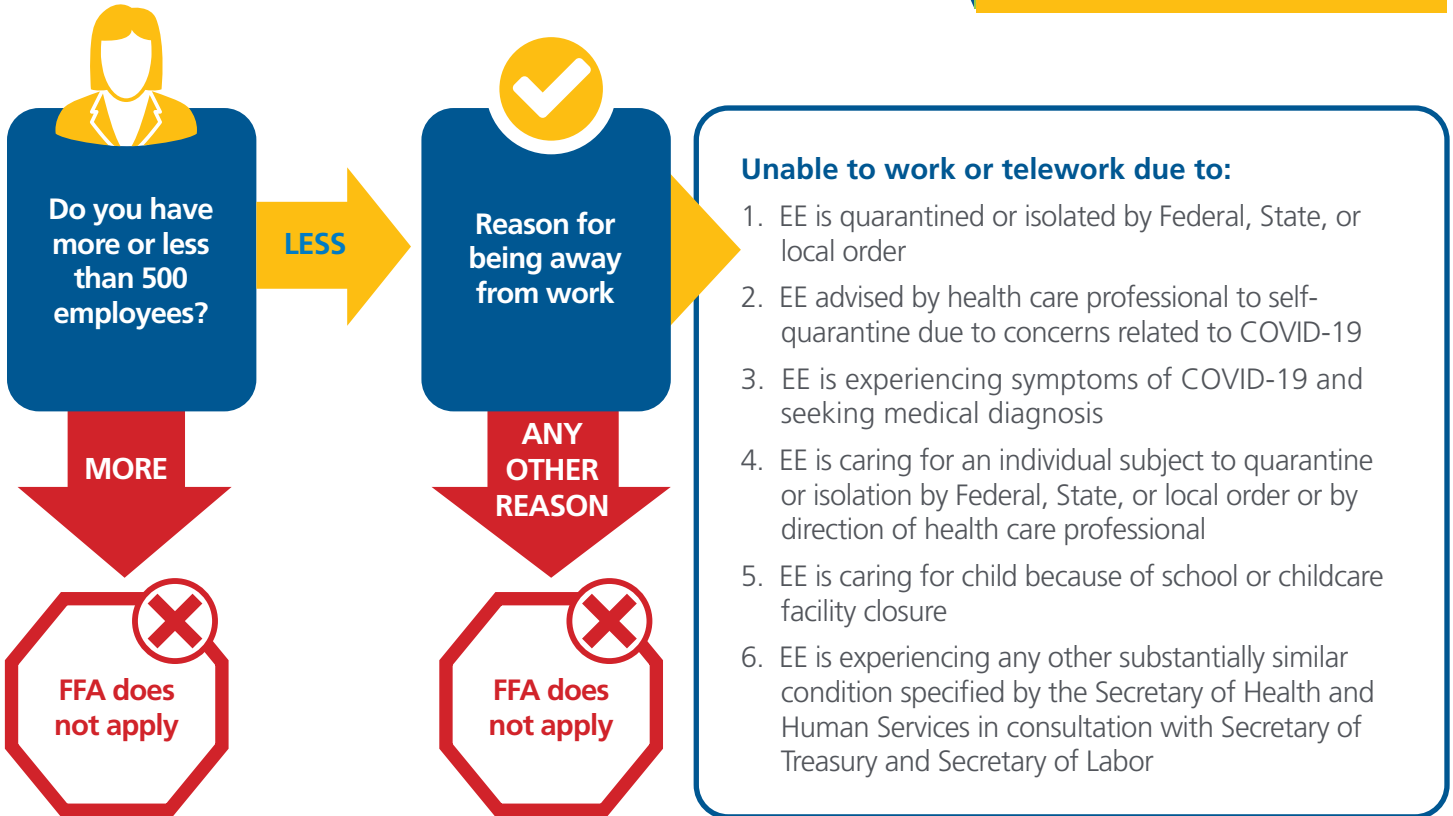 Do you have
more or less
than 500
employees?
LESS
MORE
FFA does
not apply
Reason for
being away
from work
ANY
OTHER
REASON
FFA does
not apply
Unable to work or telework due to:
1. EE is quarantined or isolated by Federal, State, or
local order
2. EE advised by health care professional to self-
quarantine due to concerns related to COVID-19
3. EE is experiencing symptoms of COVID-19 and
seeking medical diagnosis
4. EE is caring for an individual subject to quarantine
or isolation by Federal, State, or local order or by
direction of health care professional
5. EE is caring for child because of school or childcare
facility closure
6. EE is experiencing any other substantially similar
condition specified by the Secretary of Health and
Human Services in consultation with Secretary of
Treasury and Secretary of Labor